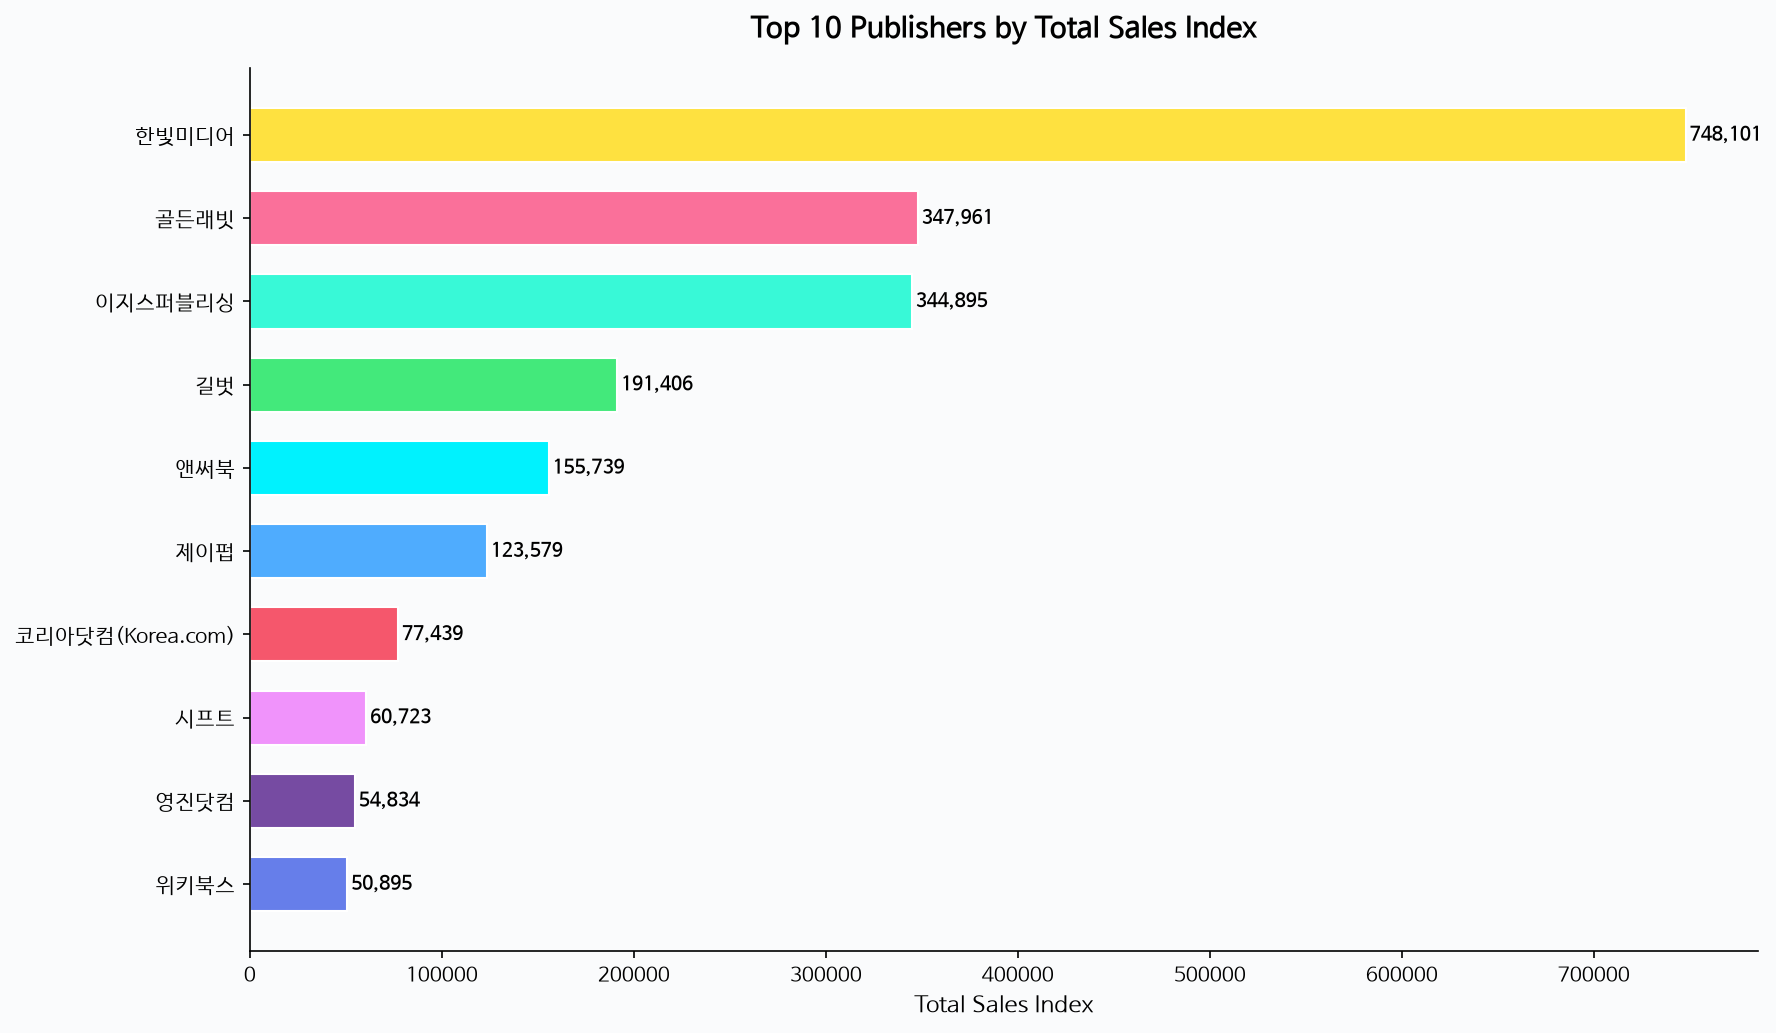 Top 10 Publishers by Total Sales Index
한빛미디어 748,101
골든래빗 347,961
이지스퍼블리싱 344,895
길벗 191,406
앤써북 155,739
제이펍 123,579
코리아닷컴(Korea.com) 77,439
시프트 60,723
영진닷컴 54,834
위키북스 50,895
0 100000 200000 300000 400000 500000 600000 700000
Total Sales Index